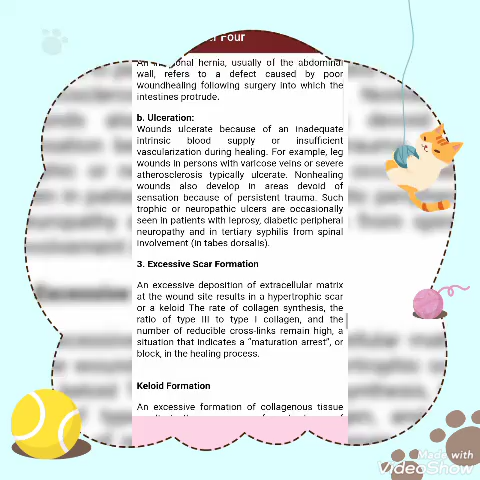 Four
An onal hernia, usually of the abdominal
wall, refers to a defect caused by poor
woundhealing following surgery into which the
intestines protrude.
b. Ulceration:
Wounds ulcerate because of an inadequate
intrinsic blood supply or insufficient
vascularization during healing. For example, leg
wounds in persons with varicose veins or severe
atherosclerosis typically ulcerate. Nonhealing
wounds also develop in areas devoid of
sensation because of persistent trauma. Such
trophic or neuropathic ulcers are occasionally
seen in patients with leprosy, diabetic peripheral
neuropathy and in tertiary syphilis from spinal
involvement (in tabes dorsalis).
3. Excessive Scar Formation
An excessive deposition of extracellular matrix
at the wound site results in a hypertrophic scar
or a keloid The rate of collagen synthesis, the
ratio of type III to type I collagen, and the
number of reducible cross-links remain high, a
situation that indicates a “maturation arrest”, or
block, in the healing process.
Keloid Formation
An excessive formation of collagenous tissue
Made with
VideoShow